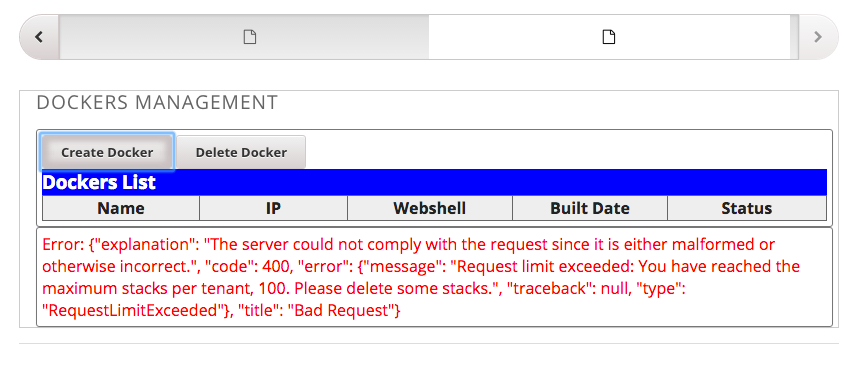 DOCKERS MANAGEMENT
Create Docker Delete Docker
Dockers List
Name IP Webshell Built Date Status
Error: {"explanation": "The server could not comply with the request since it is either malformed or
otherwise incorrect.", "code": 400, "error": {"message": "Request limit exceeded: You have reached the
maximum stacks per tenant, 100. Please delete some stacks.", "traceback": null, "type":
"RequestLimitExceeded"}, "title": "Bad Request"}